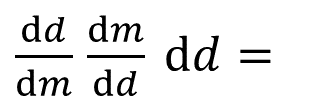 d𝑑/d𝑚 d𝑚/d𝑑 d𝑑 =